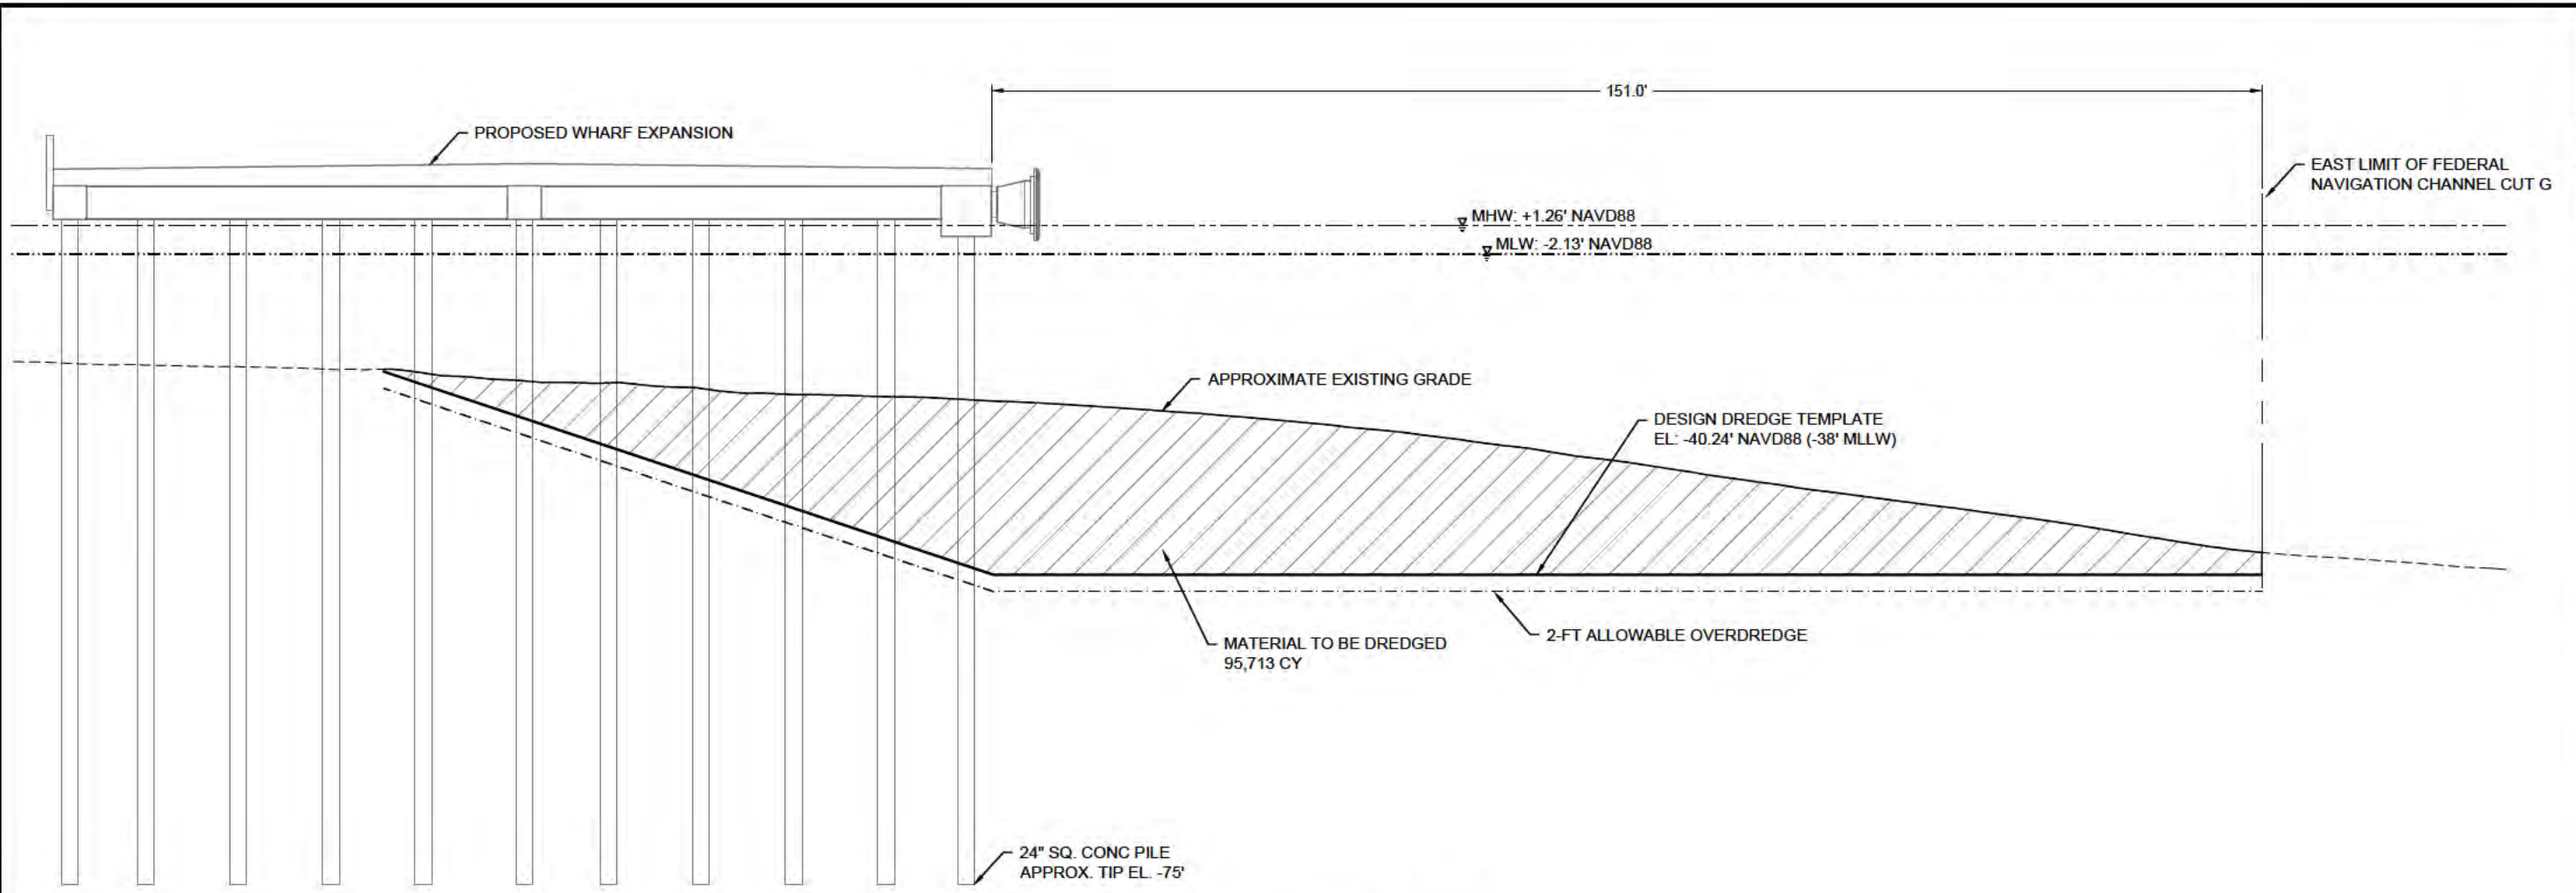 151.0'
PROPOSED WHARF EXPANSION
EAST LIMIT OF FEDERAL
NAVIGATION CHANNEL CUT G
MHW: +1.26' NAVD88
MLW: -2.13' NAVD88
APPROXIMATE EXISTING GRADE
DESIGN DREDGE TEMPLATE
EL: -40.24' NAVD88 (-38' MLLW)
2-FT ALLOWABLE OVERDREDGE
MATERIAL TO BE DREDGED
95,713 CY
24" SQ. CONC PILE
APPROX. TIP EL. -75'